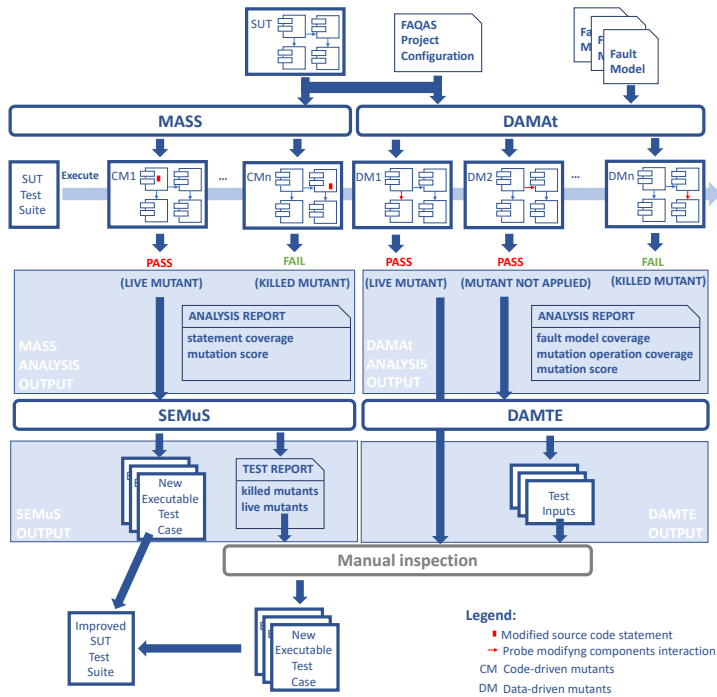 SUT
FAQAS
Project
Configuration
Fa
M
F
M
Fault
Model
MASS
DAMAt
SUT
Test
Suite
Execute
CM1
...
CMn
DM1
DM2
...
DMn
PASS
FAIL
PASS
PASS
FAIL
(LIVE MUTANT)
(KILLED MUTANT)
(LIVE MUTANT)
(MUTANT NOT APPLIED)
(KILLED MUTANT)
ANALYSIS REPORT
statement coverage
mutation score
MASS
ANALYSIS
OUTPUT
ANALYSIS REPORT
fault model coverage
mutation operation coverage
mutation score
DAMAt
ANALYSIS
OUTPUT
SEMuS
DAMTE
New
Executable
Test
Case
TEST REPORT
killed mutants
live mutants
SEMuS
OUTPUT
Test
Inputs
DAMTE
OUTPUT
Manual inspection
Improved
SUT
Test
Suite
New
Executable
Test
Case
Legend:
Modified source code statement
Probe modifyng components interaction
CM Code-driven mutants
DM Data-driven mutants